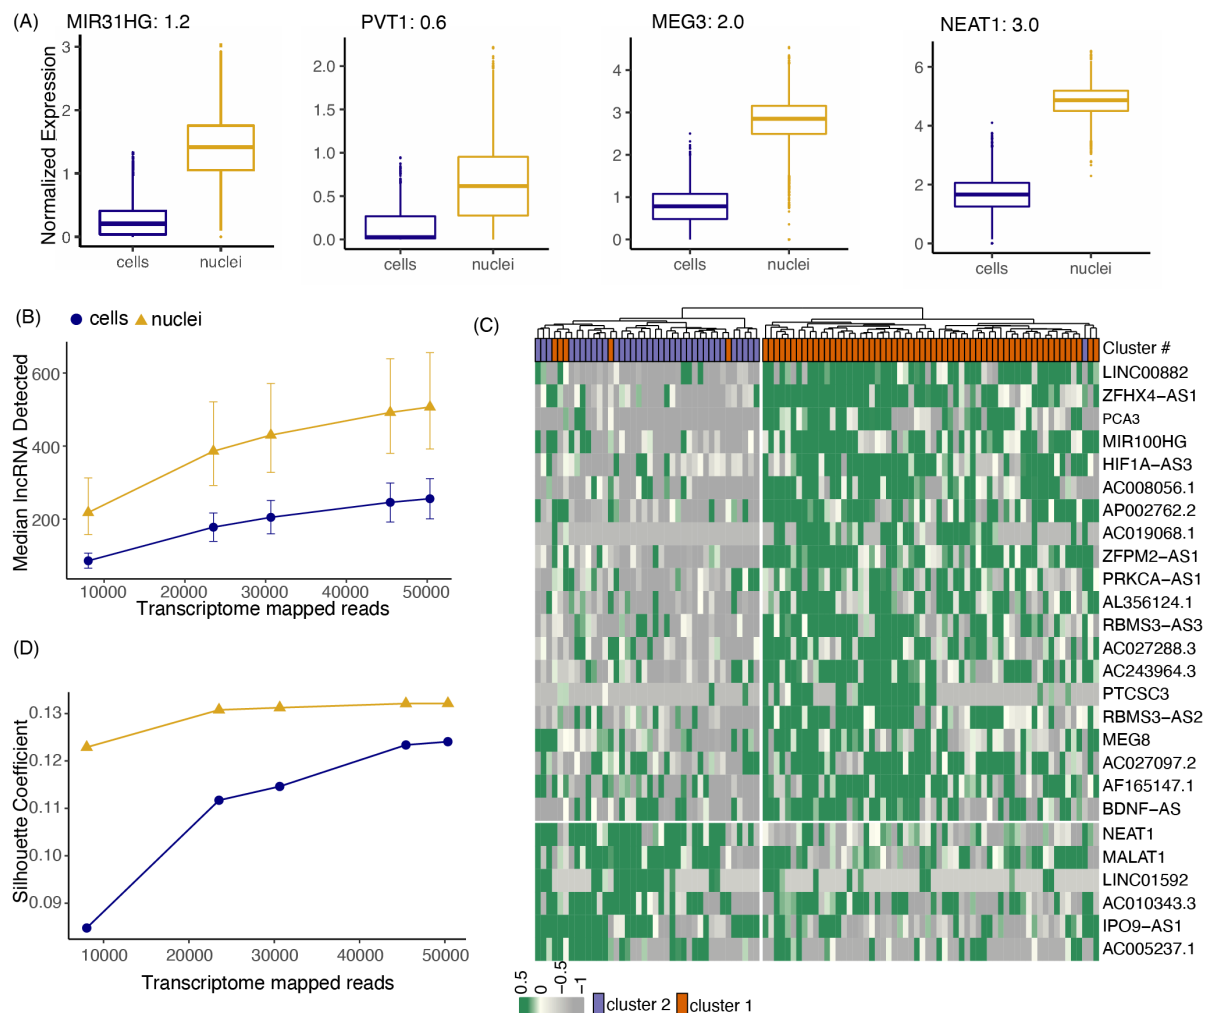 (A)
MIR31HG: 1.2
PVT1: 0.6
MEG3: 2.0
NEAT1: 3.0
Normalized Expression
3
2
1
0
cells
nuclei
2.0
1.5
1.0
0.5
0.0
cells
nuclei
4
3
2
1
0
cells
nuclei
6
4
2
0
cells
nuclei
(B)
cells
nuclei
Median lncRNA Detected
600
400
200
10000 20000 30000 40000 50000
Transcriptome mapped reads
(C)
Cluster #
LINC00882
ZFHX4−AS1
PCA3
MIR100HG
HIF1A−AS3
AC008056.1
AP002762.2
AC019068.1
ZFPM2−AS1
PRKCA−AS1
AL356124.1
RBMS3−AS3
AC027288.3
AC243964.3
PTCSC3
RBMS3−AS2
MEG8
AC027097.2
AF165147.1
BDNF−AS
NEAT1
MALAT1
LINC01592
AC010343.3
IPO9−AS1
AC005237.1
0.5
0
−0.5
−1
cluster 2
cluster 1
(D)
Silhouette Coefficient
0.13
0.12
0.11
0.10
0.09
10000 20000 30000 40000 50000
Transcriptome mapped reads